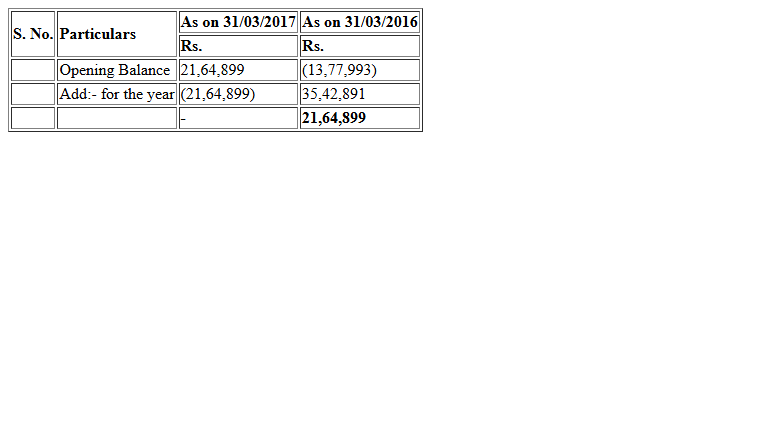 S. No. Particulars As on 31/03/2017 As on 31/03/2016
Rs. Rs.
Opening Balance 21,64,899 (13,77,993)
Add:- for the year (21,64,899) 35,42,891
- 21,64,899